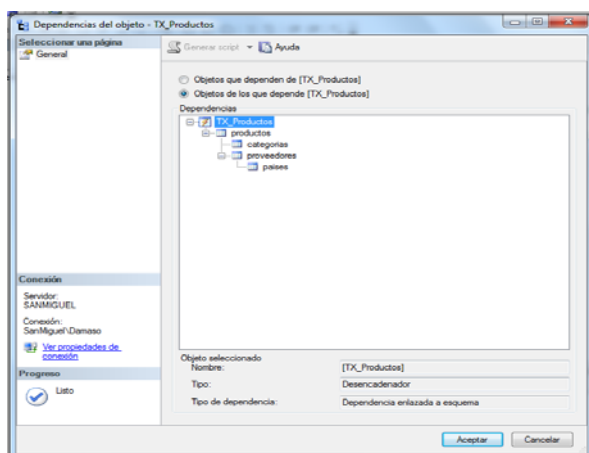 Dependencias del objeto - TX_Productos
Seleccionar una página
General
Generar script
Ayuda
Objetos que dependen de [TX_Productos]
Objetos de los que depende [TX_Productos]
Dependencias
TX_Productos
productos
categorias
proveedores
paises
Conexión
Servidor:
SANMIGUEL
Conexión:
SanMiguel\Damaso
Ver propiedades de
conexión
Progreso
Listo
Objeto seleccionado
Nombre: [TX_Productos]
Tipo: Desencadenador
Tipo de dependencia: Dependencia enlazada a esquema
Aceptar
Cancelar